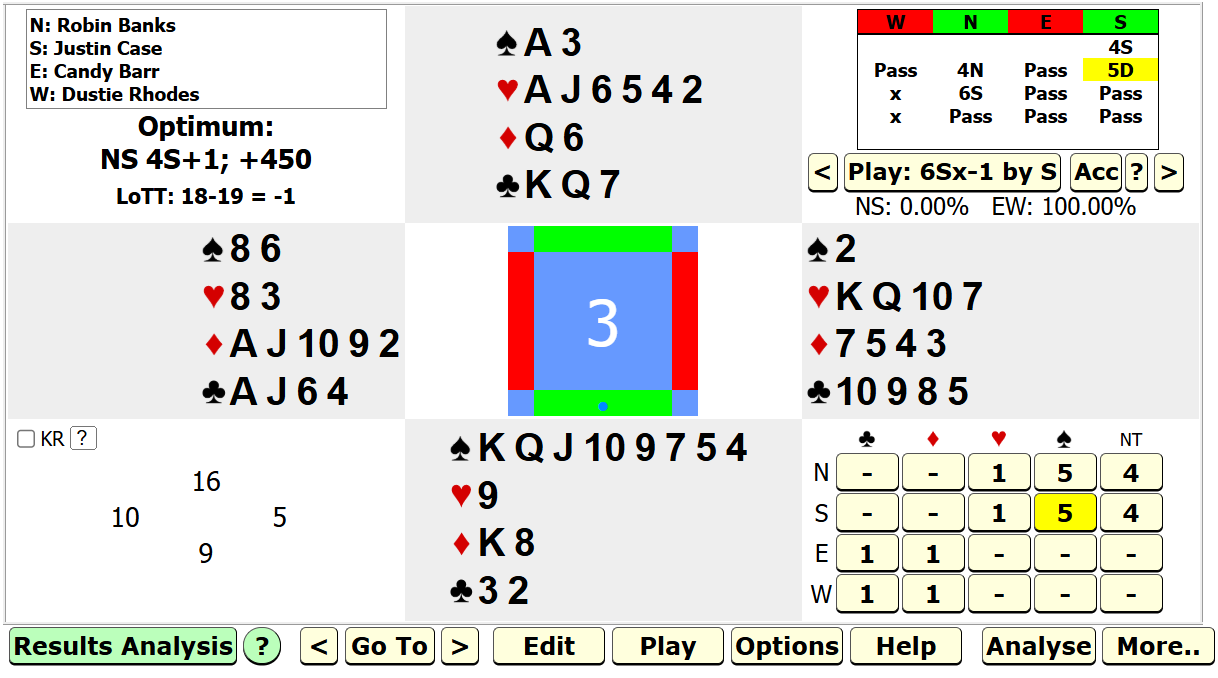 N: Robin Banks
S: Justin Case
E: Candy Barr
W: Dustie Rhodes
Optimum:
NS 4S+1; +450
LoTT: 18-19 = -1
♠ A 3
♥ A J 6 5 4 2
♦ Q 6
♣ K Q 7
W N E S
4S
Pass 4N Pass 5D
x 6S Pass Pass
x Pass Pass Pass
< Play: 6Sx-1 by S Acc ? >
NS: 0.00% EW: 100.00%
♠ 8 6
♥ 8 3
♦ A J 10 9 2
♣ A J 6 4
3
♠ 2
♥ K Q 10 7
♦ 7 5 4 3
♣ 10 9 8 5
KR ?
16
10 5
9
♠ K Q J 10 9 7 5 4
♥ 9
♦ K 8
♣ 3 2
♣ ♦ ♥ ♠ NT
N - - 1 5 4
S - - 1 5 4
E 1 1 - - -
W 1 1 - - -
Results Analysis ? < Go To > Edit Play Options Help Analyse More..